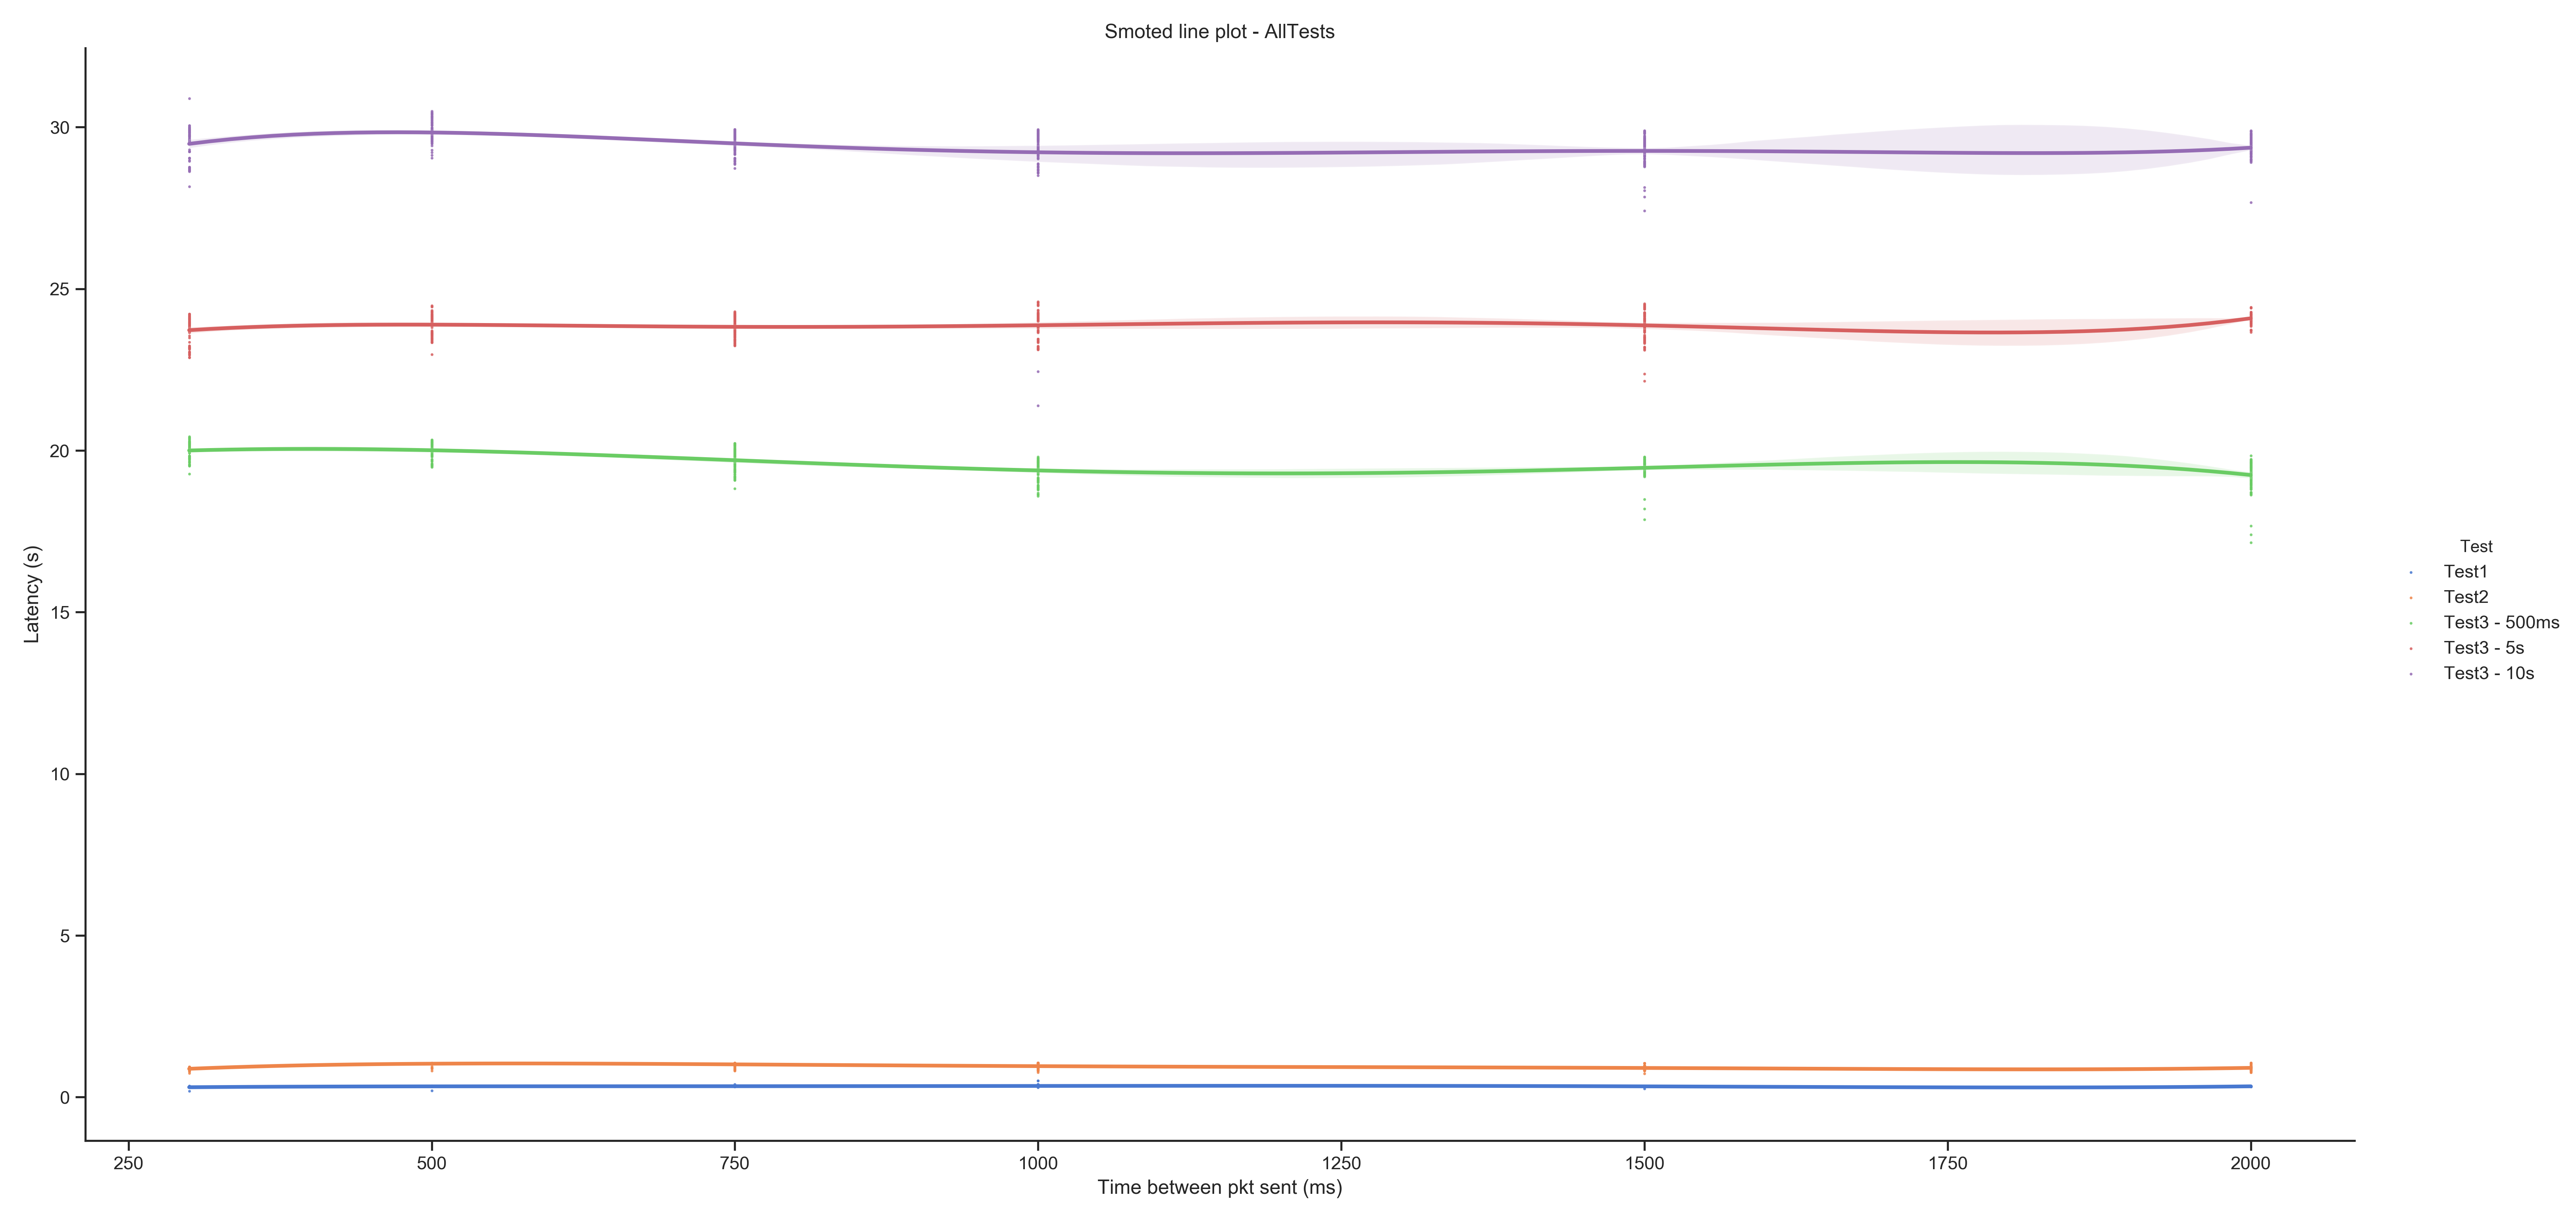 Smoted line plot - AllTests
30
25
20
15
10
5
0
Latency (s)
250 500 750 1000 1250 1500 1750 2000
Time between pkt sent (ms)
Test
Test1
Test2
Test3 - 500ms
Test3 - 5s
Test3 - 10s